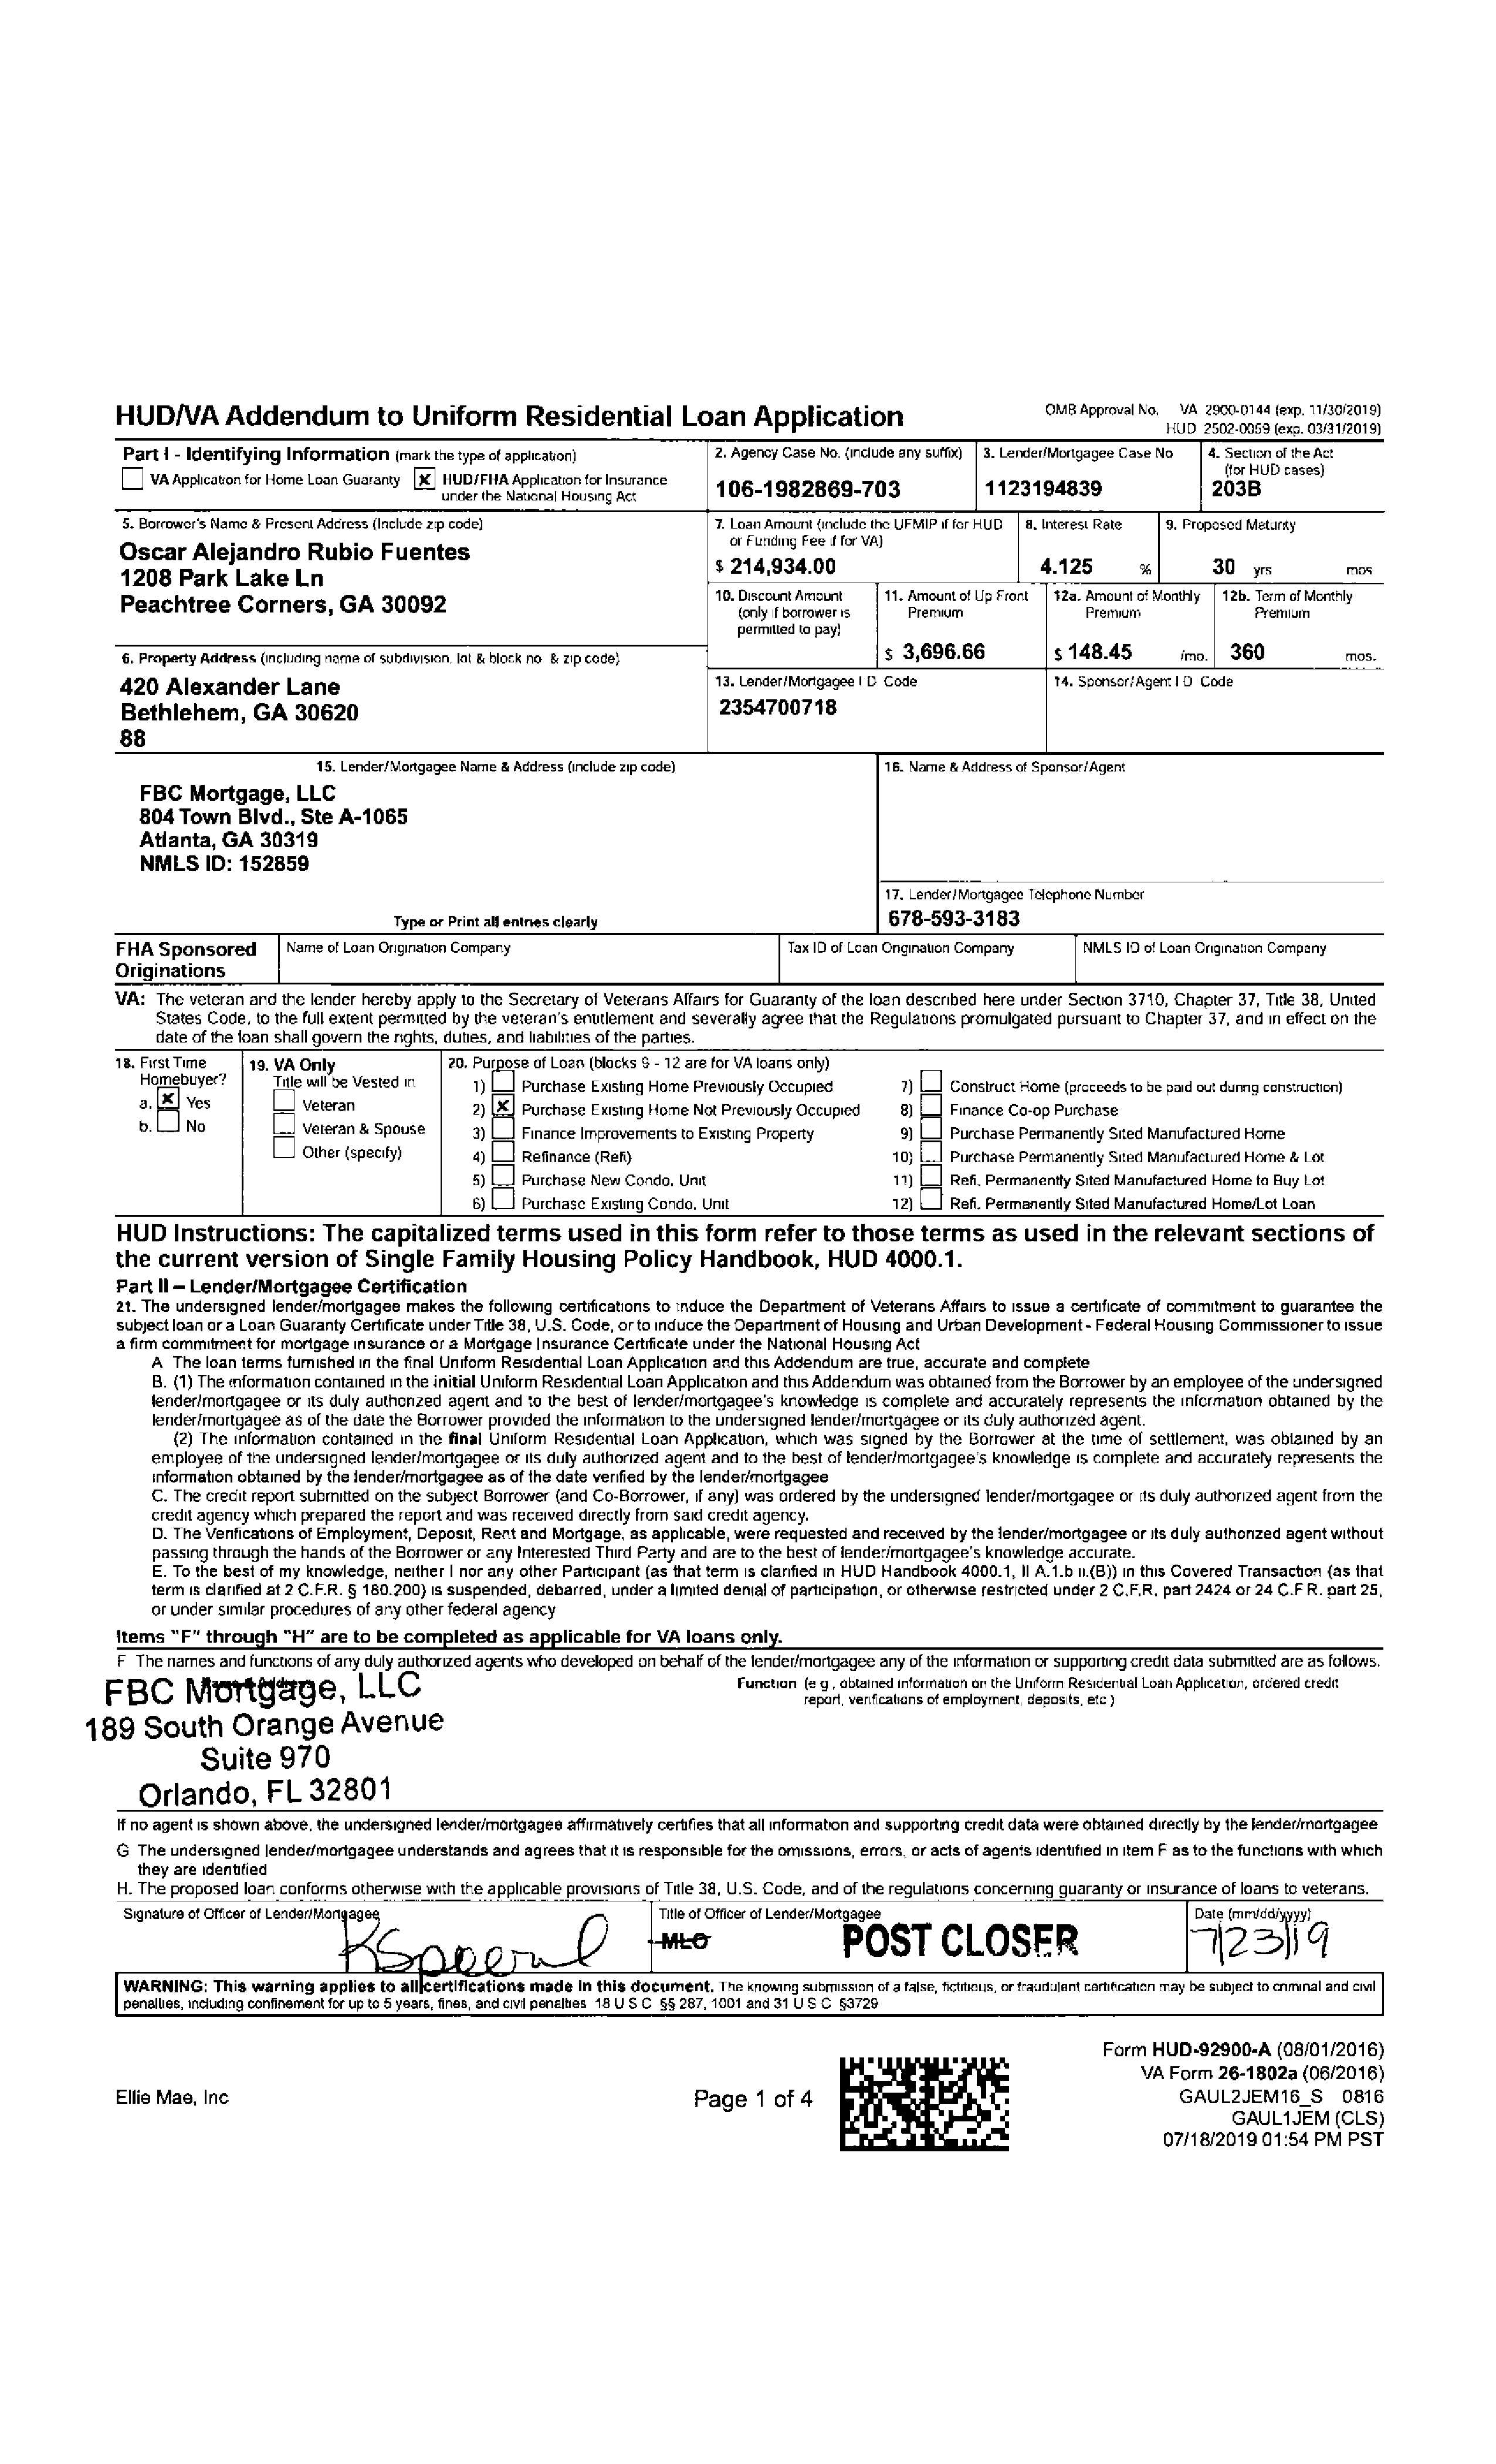 HUD/VA Addendum to Uniform Residential Loan Application
OMB Approval No. VA 2900-0144 (exp. 11/30/2019)
HUD 2502-0059 (exp. 03/31/2019)
Part I - Identifying Information (mark the type of application)
VA Application for Home Loan Guaranty X HUD/FHA Application for Insurance under the National Housing Act
2. Agency Case No. (include any suffix)
106-1982869-703
3. Lender/Mortgagee Case No
1123194839
4. Section of the Act (for HUD cases)
203B
5. Borrower's Name & Present Address (Include zip code)
Oscar Alejandro Rubio Fuentes
1208 Park Lake Ln
Peachtree Corners, GA 30092
7. Loan Amount (include the UFMIP if for HUD or Funding Fee if for VA)
$ 214,934.00
8. Interest Rate
4.125 %
9. Proposed Maturity
30 yrs mos
10. Discount Amount (only if borrower is permitted to pay)
11. Amount of Up Front Premium
$ 3,696.66
12a. Amount of Monthly Premium
$ 148.45 /mo.
12b. Term of Monthly Premium
360 mos.
6. Property Address (including name of subdivision, lot & block no & zip code)
420 Alexander Lane
Bethlehem, GA 30620
88
13. Lender/Mortgagee I D Code
2354700718
14. Sponsor/Agent I D Code
15. Lender/Mortgagee Name & Address (include zip code)
FBC Mortgage, LLC
804 Town Blvd., Ste A-1065
Atlanta, GA 30319
NMLS ID: 152859
Type or Print all entries clearly
16. Name & Address of Sponsor/Agent
17. Lender/Mortgagee Telephone Number
678-593-3183
FHA Sponsored Originations
Name of Loan Origination Company
Tax ID of Loan Origination Company
NMLS ID of Loan Origination Company
VA: The veteran and the lender hereby apply to the Secretary of Veterans Affairs for Guaranty of the loan described here under Section 3710, Chapter 37, Title 38, United
States Code, to the full extent permitted by the veteran's entitlement and severally agree that the Regulations promulgated pursuant to Chapter 37, and in effect on the
date of the loan shall govern the rights, duties, and liabilities of the parties.
18. First Time Homebuyer?
a. X Yes
b. No
19. VA Only
Title will be Vested in
Veteran
Veteran & Spouse
Other (specify)
20. Purpose of Loan (blocks 9 - 12 are for VA loans only)
1) Purchase Existing Home Previously Occupied
2) X Purchase Existing Home Not Previously Occupied
3) Finance Improvements to Existing Property
4) Refinance (Refi)
5) Purchase New Condo. Unit
6) Purchase Existing Condo. Unit
7) Construct Home (proceeds to be paid out during construction)
8) Finance Co-op Purchase
9) Purchase Permanently Sited Manufactured Home
10) Purchase Permanently Sited Manufactured Home & Lot
11) Refi. Permanently Sited Manufactured Home to Buy Lot
12) Refi. Permanently Sited Manufactured Home/Lot Loan
HUD Instructions: The capitalized terms used in this form refer to those terms as used in the relevant sections of
the current version of Single Family Housing Policy Handbook, HUD 4000.1.
Part II – Lender/Mortgagee Certification
21. The undersigned lender/mortgagee makes the following certifications to induce the Department of Veterans Affairs to issue a certificate of commitment to guarantee the
subject loan or a Loan Guaranty Certificate under Title 38, U.S. Code, or to induce the Department of Housing and Urban Development - Federal Housing Commissioner to issue
a firm commitment for mortgage insurance or a Mortgage Insurance Certificate under the National Housing Act
A The loan terms furnished in the final Uniform Residential Loan Application and this Addendum are true, accurate and complete
B. (1) The information contained in the initial Uniform Residential Loan Application and this Addendum was obtained from the Borrower by an employee of the undersigned
lender/mortgagee or its duly authorized agent and to the best of lender/mortgagee's knowledge is complete and accurately represents the information obtained by the
lender/mortgagee as of the date the Borrower provided the information to the undersigned lender/mortgagee or its duly authorized agent.
(2) The information contained in the final Uniform Residential Loan Application, which was signed by the Borrower at the time of settlement, was obtained by an
employee of the undersigned lender/mortgagee or its duly authorized agent and to the best of lender/mortgagee's knowledge is complete and accurately represents the
information obtained by the lender/mortgagee as of the date verified by the lender/mortgagee
C. The credit report submitted on the subject Borrower (and Co-Borrower, if any) was ordered by the undersigned lender/mortgagee or its duly authorized agent from the
credit agency which prepared the report and was received directly from said credit agency.
D. The Verifications of Employment, Deposit, Rent and Mortgage, as applicable, were requested and received by the lender/mortgagee or its duly authorized agent without
passing through the hands of the Borrower or any Interested Third Party and are to the best of lender/mortgagee's knowledge accurate.
E. To the best of my knowledge, neither I nor any other Participant (as that term is clarified in HUD Handbook 4000.1, II A.1.b ii.(B)) in this Covered Transaction (as that
term is clarified at 2 C.F.R. § 180.200) is suspended, debarred, under a limited denial of participation, or otherwise restricted under 2 C.F.R. part 2424 or 24 C.F R. part 25,
or under similar procedures of any other federal agency
Items "F" through "H" are to be completed as applicable for VA loans only.
F The names and functions of any duly authorized agents who developed on behalf of the lender/mortgagee any of the information or supporting credit data submitted are as follows.
FBC Mortgage, LLC
189 South Orange Avenue
Suite 970
Orlando, FL 32801
Function (e g, obtained information on the Uniform Residential Loan Application, ordered credit
report, verifications of employment, deposits, etc )
If no agent is shown above, the undersigned lender/mortgagee affirmatively certifies that all information and supporting credit data were obtained directly by the lender/mortgagee
G The undersigned lender/mortgagee understands and agrees that it is responsible for the omissions, errors, or acts of agents identified in item F as to the functions with which
they are identified
H. The proposed loan conforms otherwise with the applicable provisions of Title 38, U.S. Code, and of the regulations concerning guaranty or insurance of loans to veterans.
Signature of Officer of Lender/Mortgagee
Title of Officer of Lender/Mortgagee
MLO POST CLOSER
Date (mm/dd/yyyy)
7/23/19
WARNING: This warning applies to all certifications made in this document. The knowing submission of a false, fictitious, or fraudulent certification may be subject to criminal and civil
penalties, including confinement for up to 5 years, fines, and civil penalties 18 U S C §§ 287, 1001 and 31 U S C §3729
Form HUD-92900-A (08/01/2016)
VA Form 26-1802a (06/2016)
Ellie Mae, Inc
Page 1 of 4
GAUL2JEM16_S 0816
GAUL1JEM (CLS)
07/18/2019 01:54 PM PST